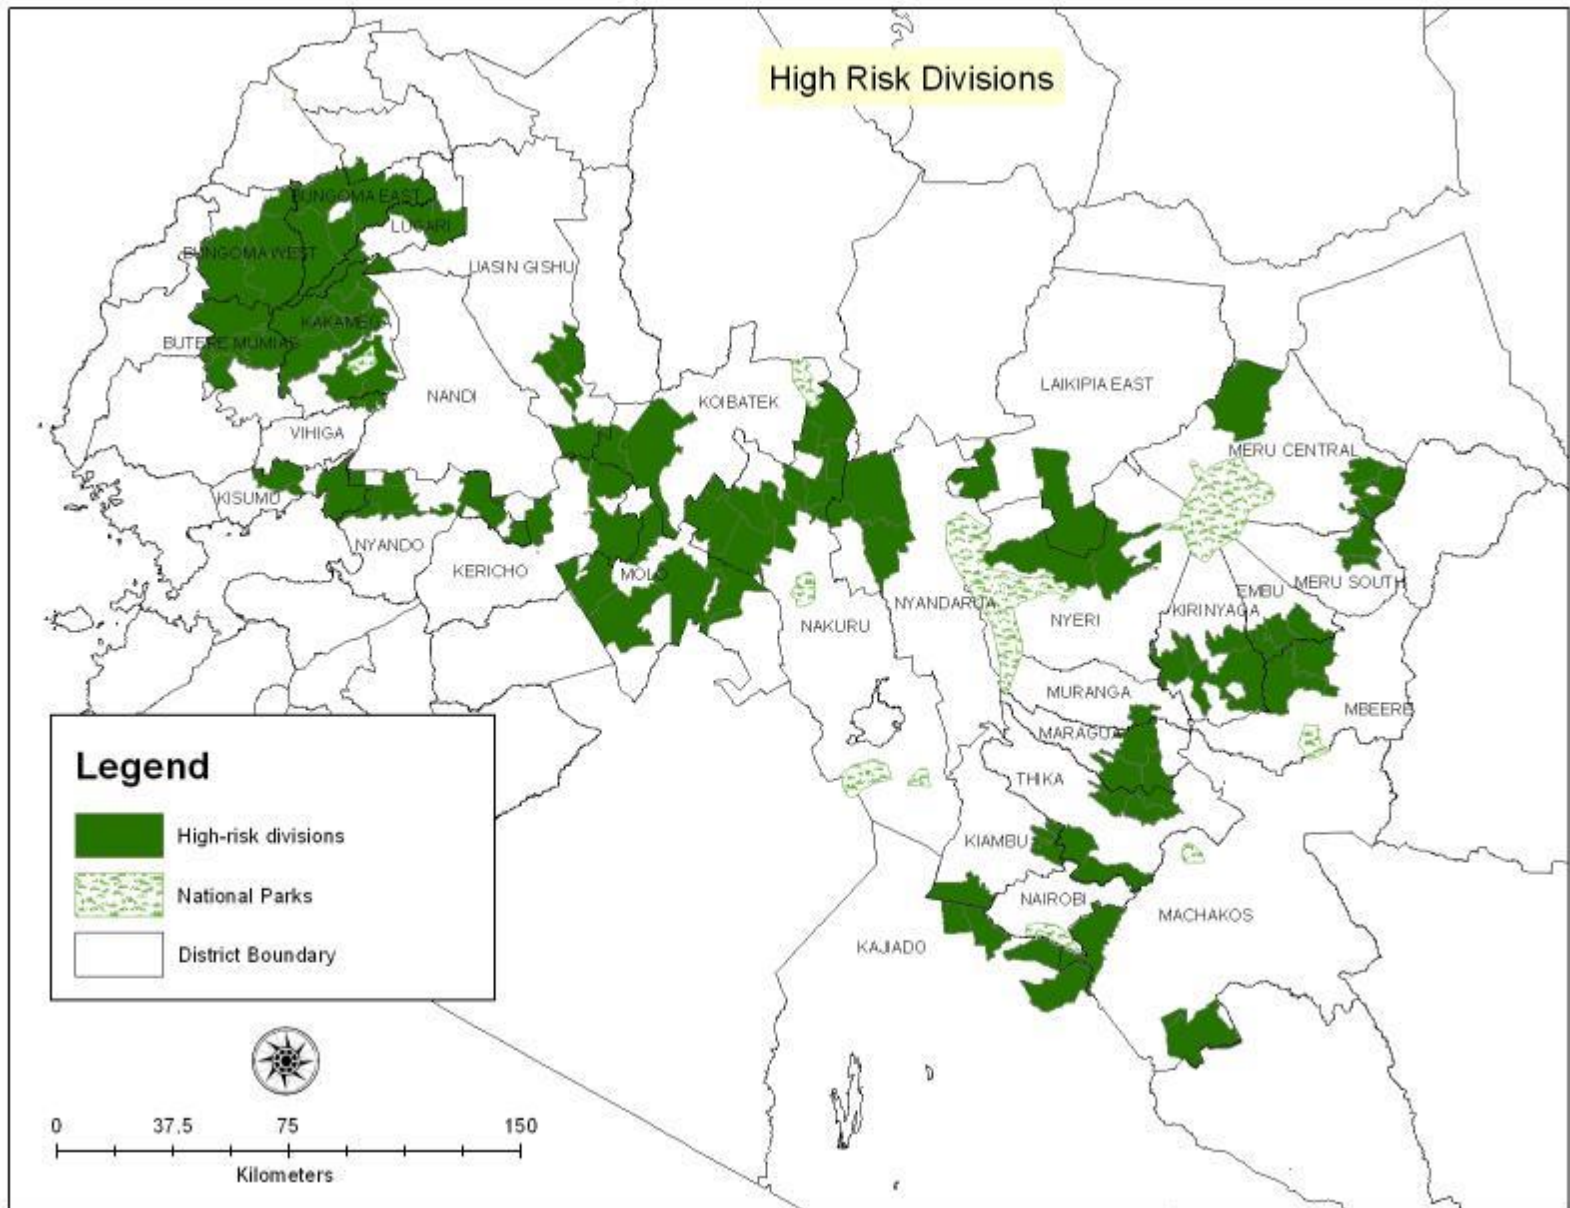 High Risk Divisions
BUNGOMA EAST
LUGARI
BUNGOMA WEST
UASIN GISHU
KAKAMEGA
BUTERE MUMIAS
NANDI
KOIBATEK
LAIKIPIA EAST
VIHIGA
MERU CENTRAL
KISUMU
NYANDO
KERICHO
MOLO
NAKURU
NYANDARUA
NYERI
KIRINYAGA
EMBU
MERU SOUTH
MURANGA
MBEERE
MARAGUA
THIKA
KIAMBU
NAIROBI
MACHAKOS
KAJIADO
Legend
High-risk divisions
National Parks
District Boundary
0 37.5 75 150
Kilometers